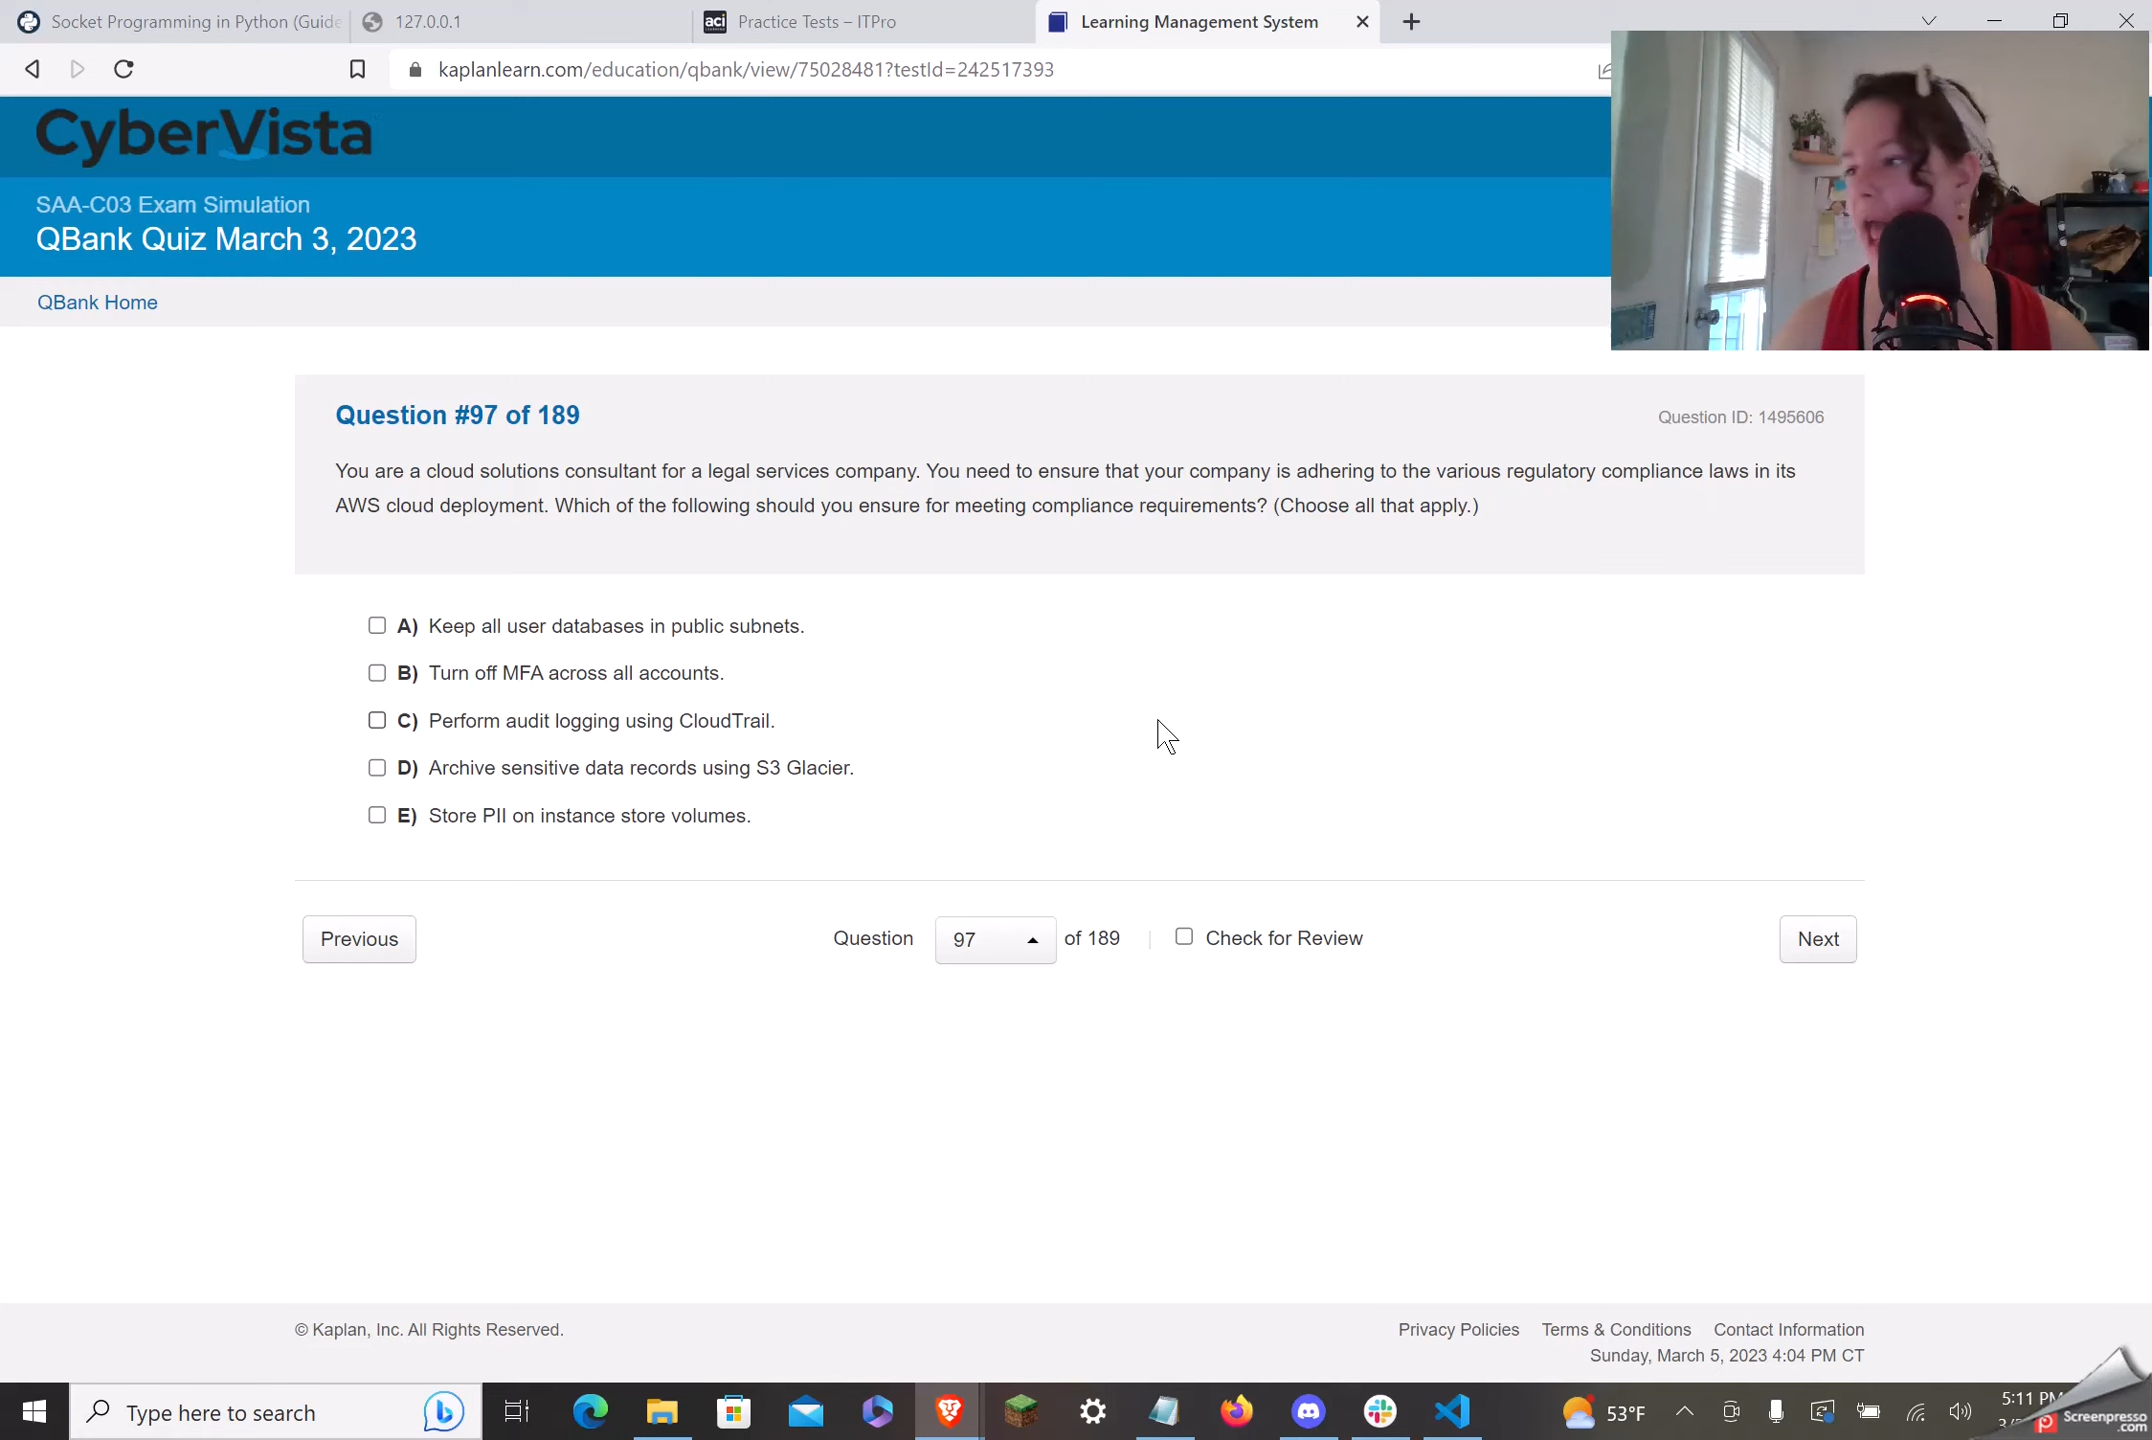 Socket Programming in Python (Guide
127.0.0.1
aci
Practice Tests – ITPro
Learning Management System
kaplanlearn.com/education/qbank/view/75028481?testId=242517393
CyberVista
SAA-C03 Exam Simulation
QBank Quiz March 3, 2023
QBank Home
Question #97 of 189
Question ID: 1495606
You are a cloud solutions consultant for a legal services company. You need to ensure that your company is adhering to the various regulatory compliance laws in its
AWS cloud deployment. Which of the following should you ensure for meeting compliance requirements? (Choose all that apply.)
A) Keep all user databases in public subnets.
B) Turn off MFA across all accounts.
C) Perform audit logging using CloudTrail.
D) Archive sensitive data records using S3 Glacier.
E) Store PII on instance store volumes.
Previous
Question 97 of 189
Check for Review
Next
© Kaplan, Inc. All Rights Reserved.
Privacy Policies Terms & Conditions Contact Information
Sunday, March 5, 2023 4:04 PM CT
Type here to search
53°F
5:11 PM
Screenpresso
.com